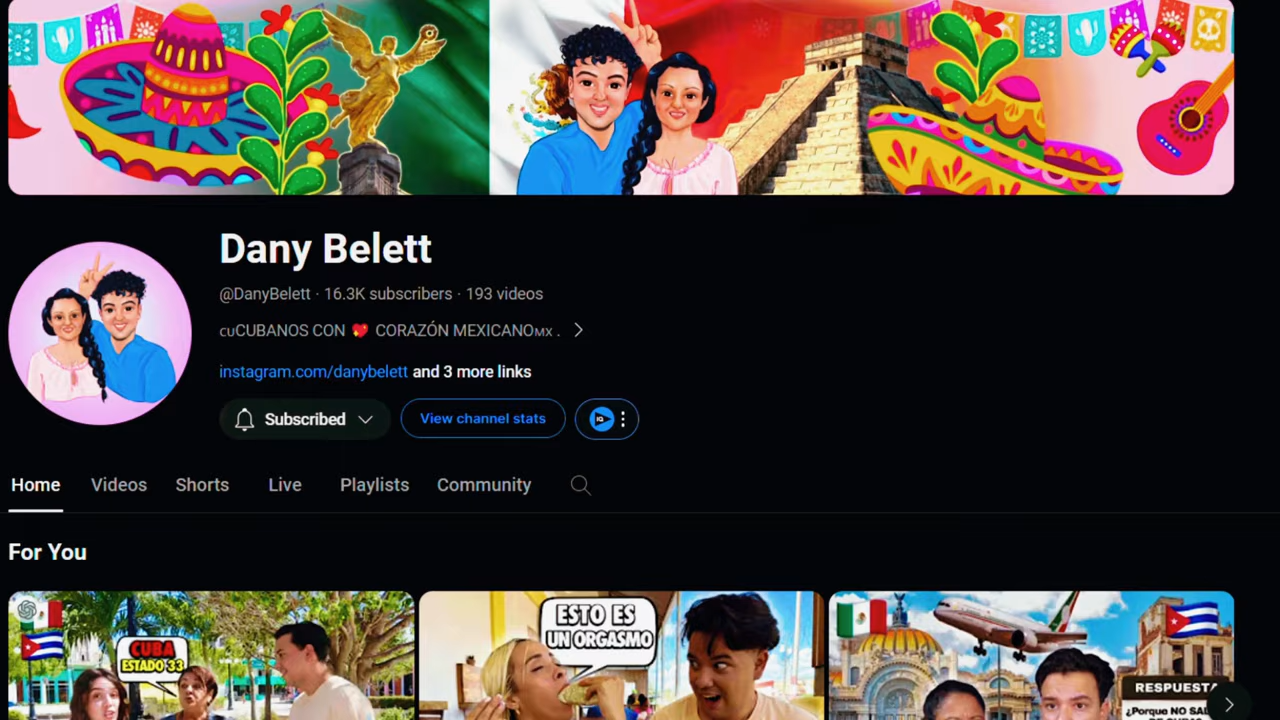 Dany Belett
@DanyBelett · 16.3K subscribers · 193 videos
cuCUBANOS CON 💖 CORAZÓN MEXICANOMX .
instagram.com/danybelett and 3 more links
Subscribed
View channel stats
IQ
Home Videos Shorts Live Playlists Community
For You
CUBA
ESTADO 33
ESTO ES
UN ORGASMO
RESPUESTA
¿Porque NO